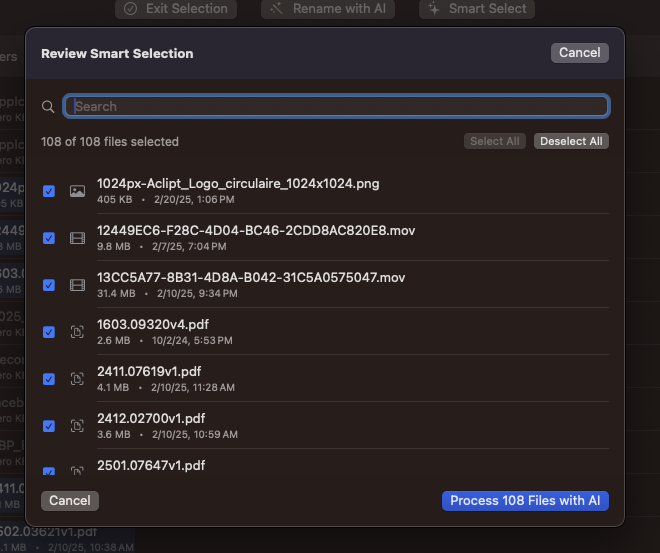 Exit Selection
Rename with AI
Smart Select
Review Smart Selection
Cancel
Search
108 of 108 files selected
Select All
Deselect All
1024px-Aclipt_Logo_circulaire_1024x1024.png
405 KB • 2/20/25, 1:06 PM
12449EC6-F28C-4D04-BC46-2CDD8AC820E8.mov
9.8 MB • 2/7/25, 7:04 PM
13CC5A77-8B31-4D8A-B042-31C5A0575047.mov
31.4 MB • 2/10/25, 9:34 PM
1603.09320v4.pdf
2.6 MB • 10/2/24, 5:53 PM
2411.07619v1.pdf
4.1 MB • 2/10/25, 11:28 AM
2412.02700v1.pdf
3.6 MB • 2/10/25, 10:59 AM
2501.07647v1.pdf
Cancel
Process 108 Files with AI
502.03621v1.pdf
.1 MB • 2/10/25, 10:38 AM